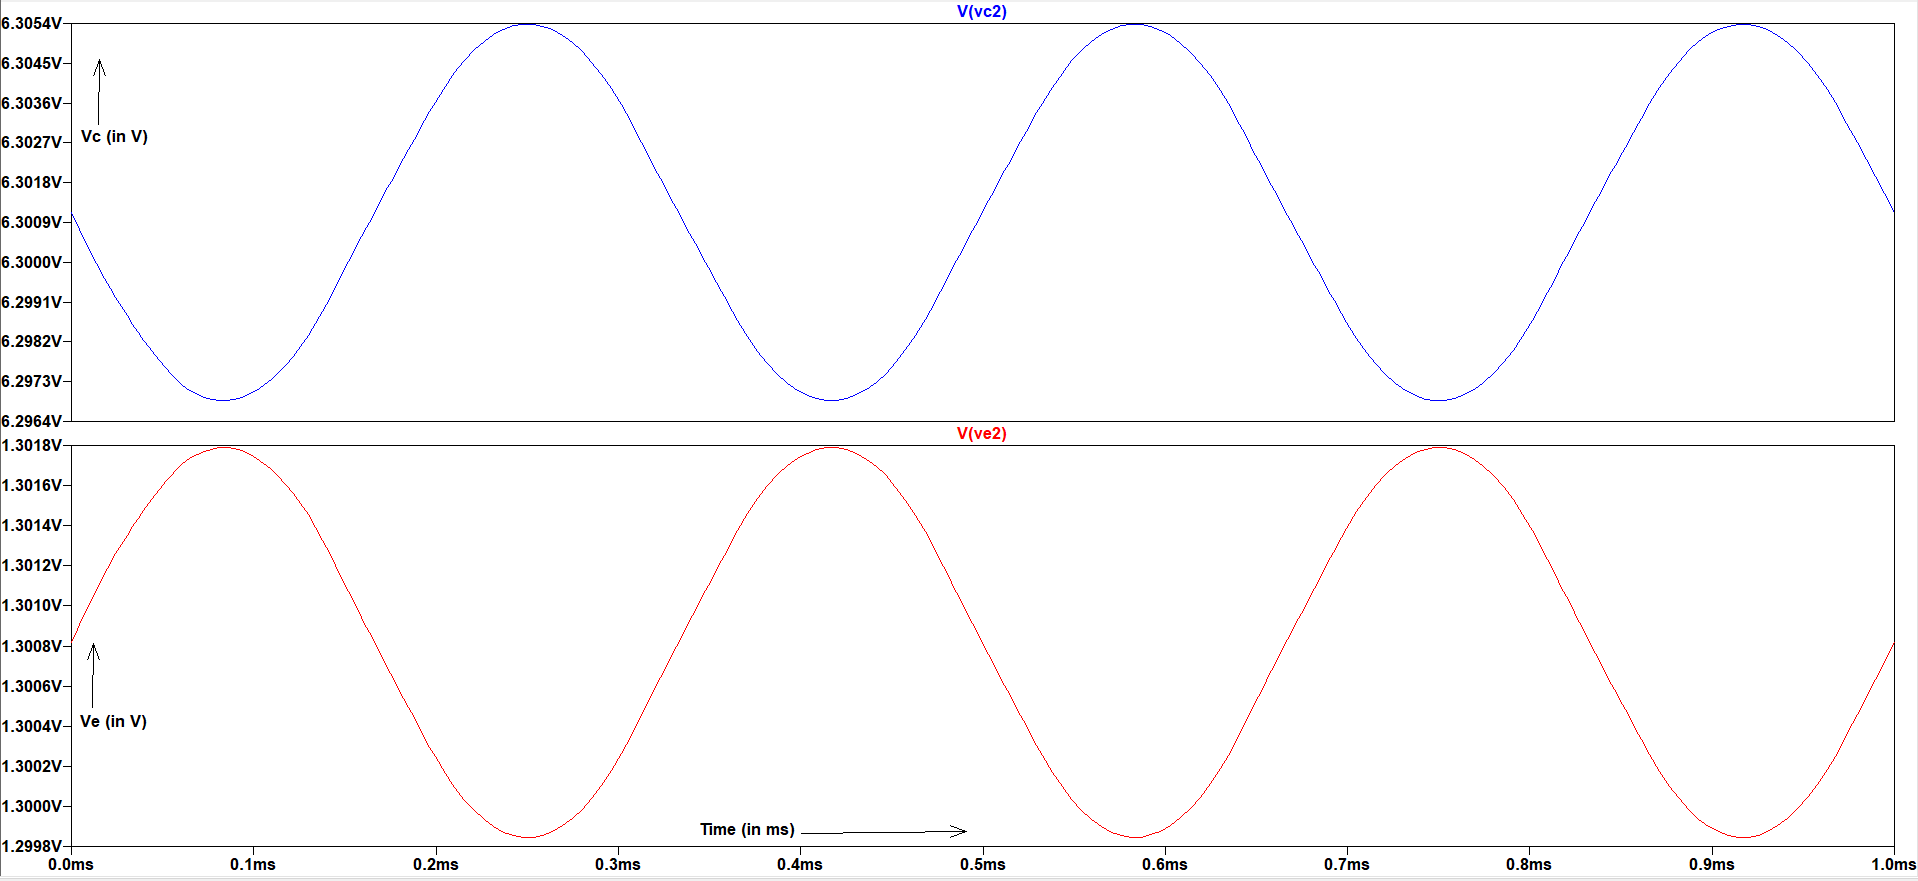 V(vc2)
6.3054V
6.3045V
6.3036V
6.3027V
6.3018V
6.3009V
6.3000V
6.2991V
6.2982V
6.2973V
6.2964V
Vc (in V)
V(ve2)
1.3018V
1.3016V
1.3014V
1.3012V
1.3010V
1.3008V
1.3006V
1.3004V
1.3002V
1.3000V
1.2998V
Ve (in V)
Time (in ms)
0.0ms 0.1ms 0.2ms 0.3ms 0.4ms 0.5ms 0.6ms 0.7ms 0.8ms 0.9ms 1.0ms